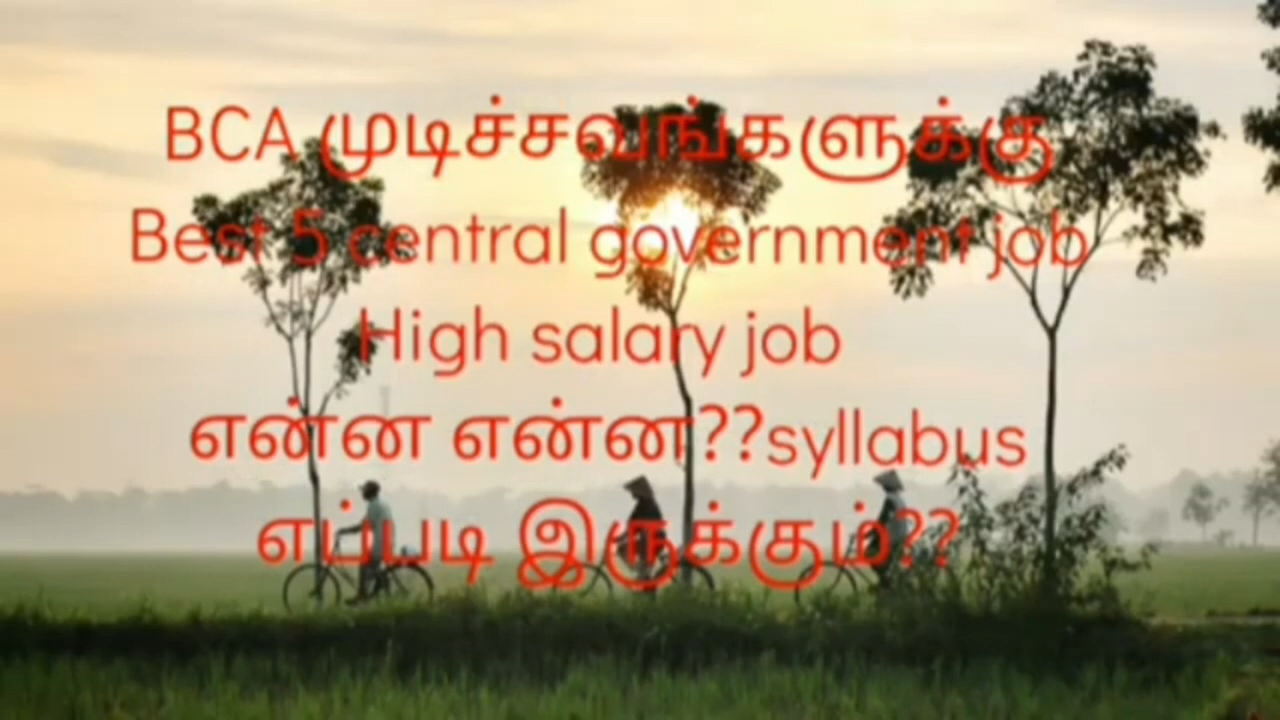 BCA முடிச்சவங்களுக்கு
Best 5 central government job
High salary job
என்ன என்ன??syllabus
எப்படி இருக்கும்??